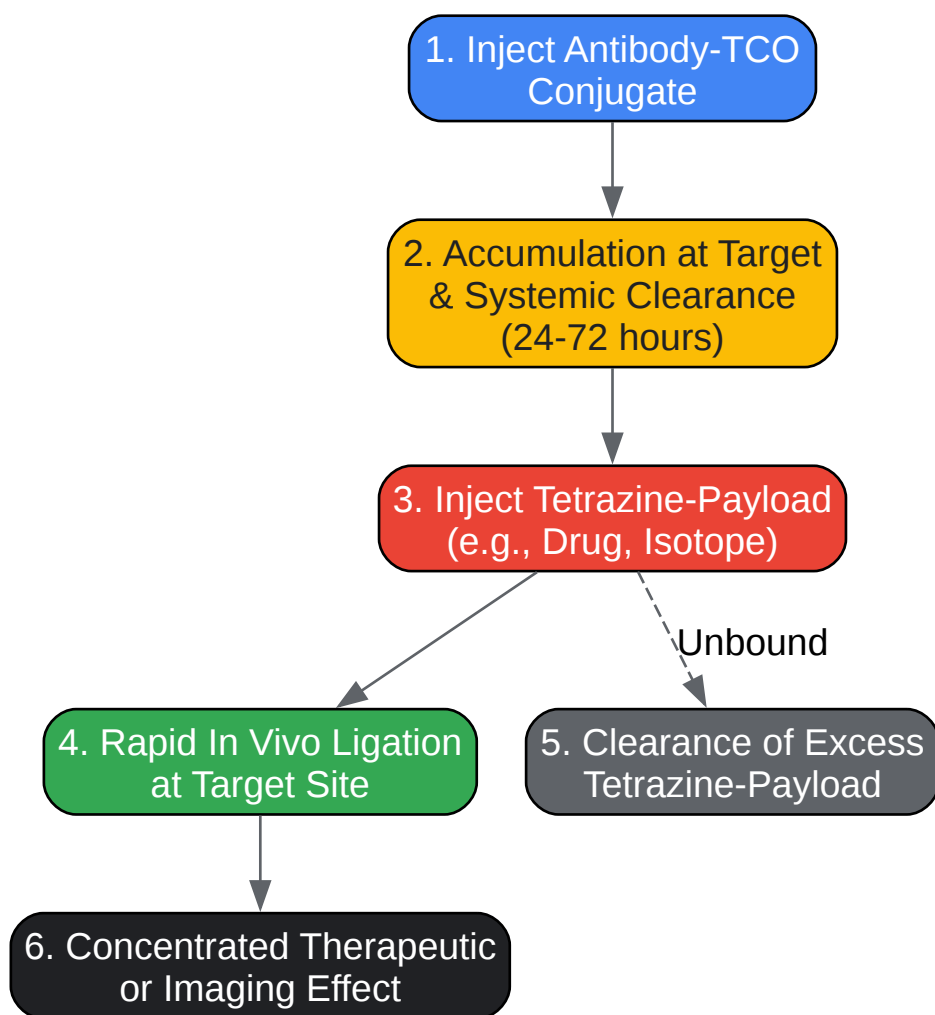 1. Inject Antibody-TCO
Conjugate
2. Accumulation at Target
& Systemic Clearance
(24-72 hours)
3. Inject Tetrazine-Payload
(e.g., Drug, Isotope)
Unbound
4. Rapid In Vivo Ligation
at Target Site
5. Clearance of Excess
Tetrazine-Payload
6. Concentrated Therapeutic
or Imaging Effect